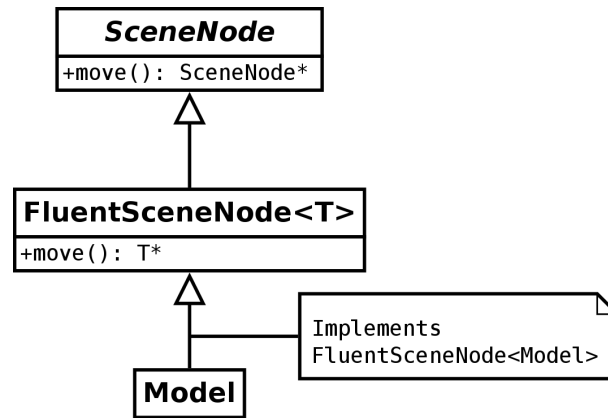 SceneNode
+move(): SceneNode*
FluentSceneNode<T>
+move(): T*
Implements
FluentSceneNode<Model>
Model